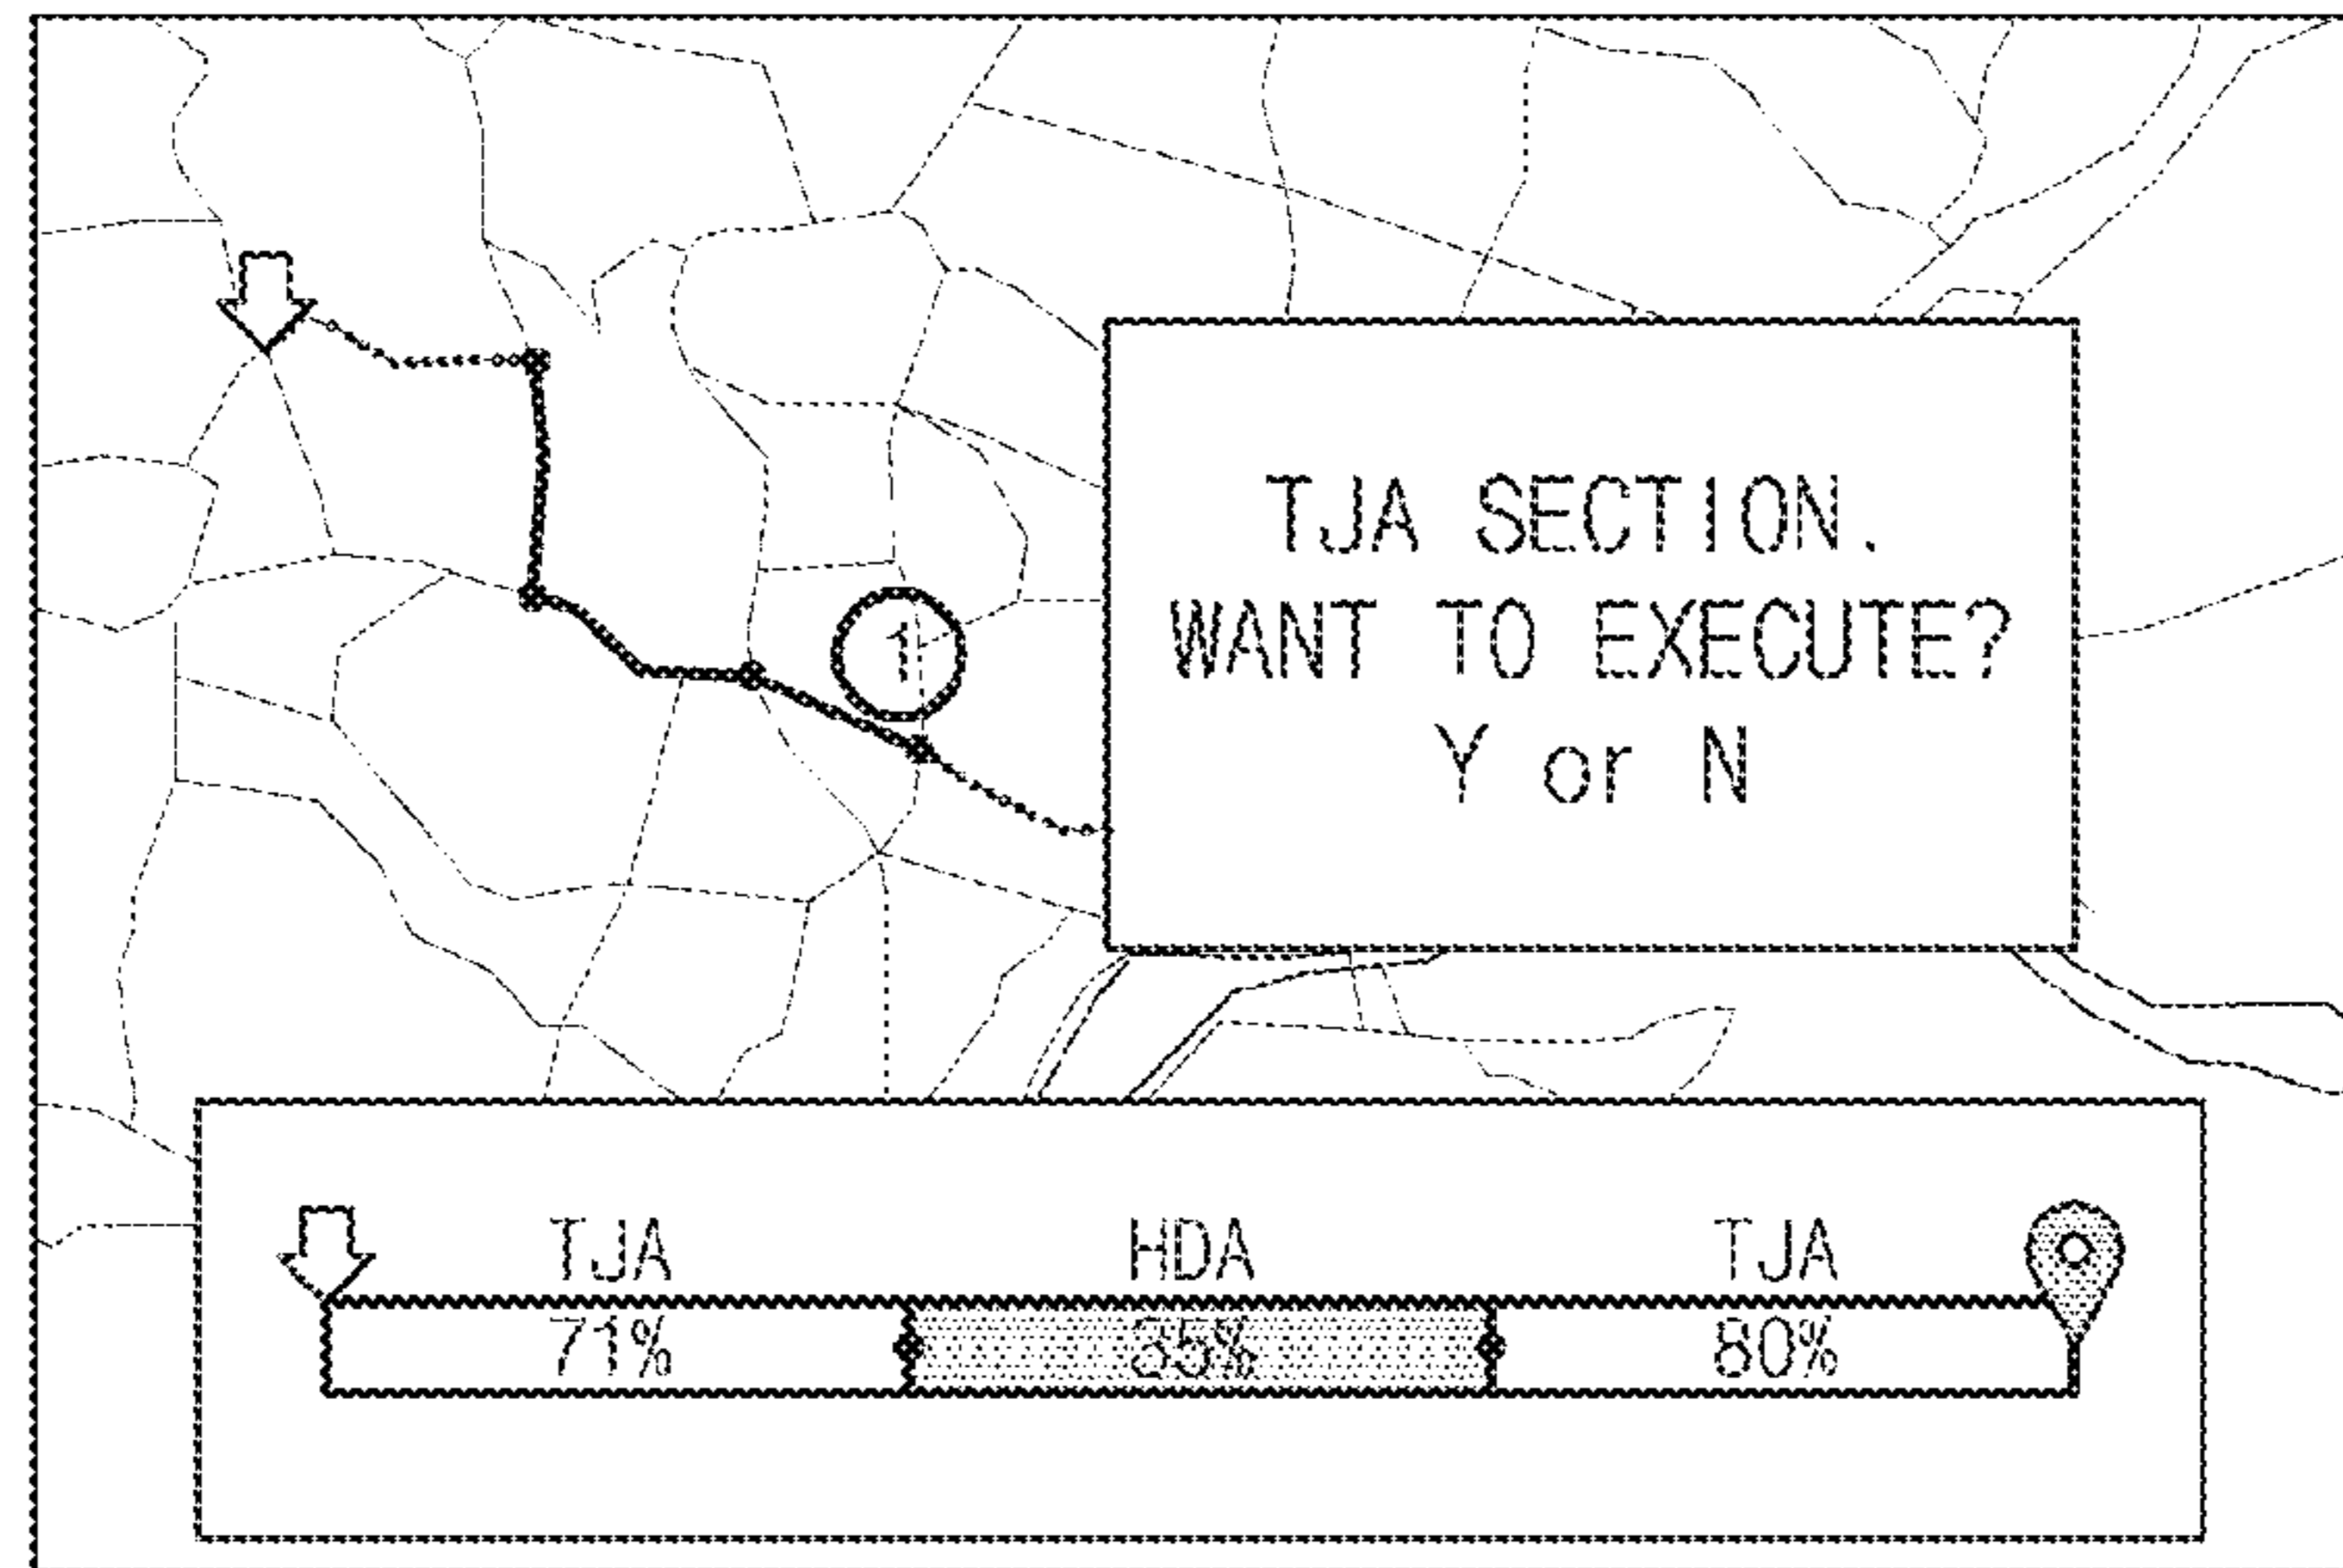 TJA SECTION.
WANT TO EXECUTE?
Y or N
1
TJA HDA TJA
71% 35% 80%